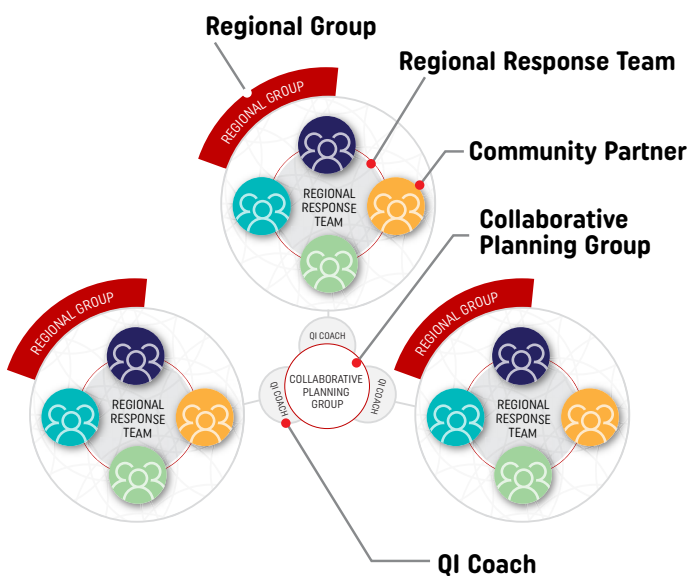 Regional Group
Regional Response Team
REGIONAL GROUP
Community Partner
REGIONAL
RESPONSE
TEAM
Collaborative
Planning Group
REGIONAL GROUP
REGIONAL GROUP
QI COACH
QI COACH
COLLABORATIVE
PLANNING
GROUP
QI COACH
REGIONAL
RESPONSE
TEAM
REGIONAL
RESPONSE
TEAM
QI Coach